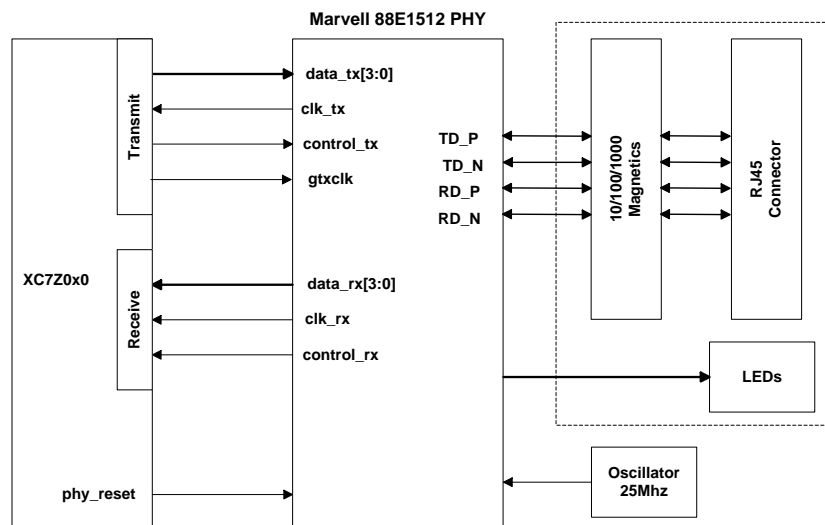 Marvell 88E1512 PHY
Transmit
data_tx[3:0]
clk_tx
control_tx
gtxclk
TD_P
TD_N
RD_P
RD_N
10/100/1000
Magnetics
RJ45
Connector
XC7Z0x0
Receive
data_rx[3:0]
clk_rx
control_rx
LEDs
phy_reset
Oscillator
25Mhz